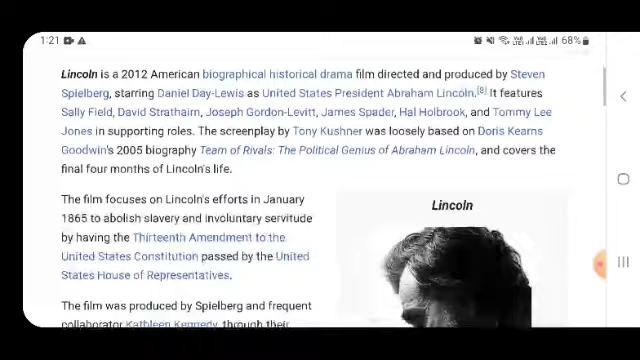 1:21
68%
Lincoln is a 2012 American biographical historical drama film directed and produced by Steven
Spielberg, starring Daniel Day-Lewis as United States President Abraham Lincoln.[8] It features
Sally Field, David Strathairn, Joseph Gordon-Levitt, James Spader, Hal Holbrook, and Tommy Lee
Jones in supporting roles. The screenplay by Tony Kushner was loosely based on Doris Kearns
Goodwin's 2005 biography Team of Rivals: The Political Genius of Abraham Lincoln, and covers the
final four months of Lincoln's life.
The film focuses on Lincoln's efforts in January
1865 to abolish slavery and involuntary servitude
by having the Thirteenth Amendment to the
United States Constitution passed by the United
States House of Representatives.
Lincoln
The film was produced by Spielberg and frequent
collaborator Kathleen Kennedy, through their